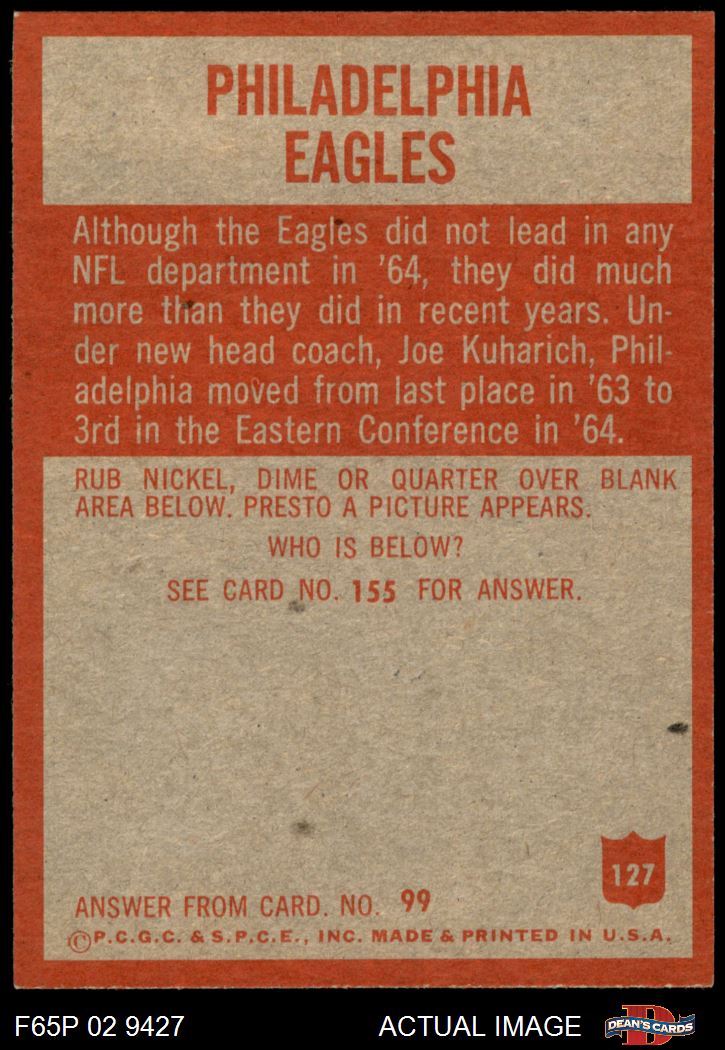 PHILADELPHIA
EAGLES
Although the Eagles did not lead in any
NFL department in '64, they did much
more than they did in recent years. Un-
der new head coach, Joe Kuharich, Phil-
adelphia moved from last place in '63 to
3rd in the Eastern Conference in '64.
RUB NICKEL, DIME OR QUARTER OVER BLANK
AREA BELOW. PRESTO A PICTURE APPEARS.
WHO IS BELOW?
SEE CARD NO. 155 FOR ANSWER.
127
ANSWER FROM CARD. NO. 99
©P.C.G.C. & S.P.C.E., INC. MADE & PRINTED IN U.S.A.
F65P 02 9427 ACTUAL IMAGE D DEAN'S CARDS